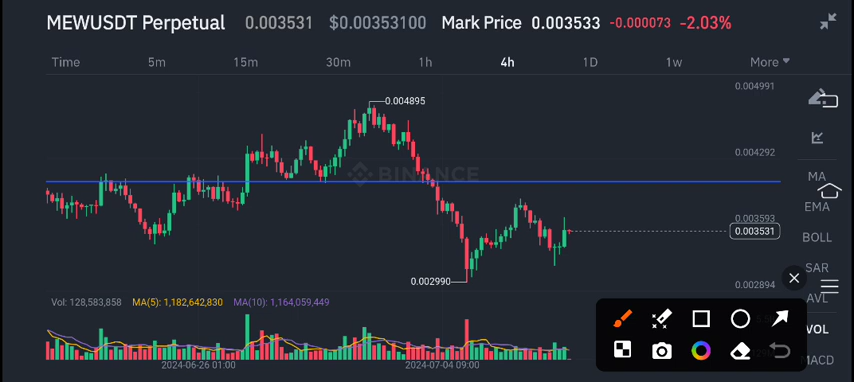 MEWUSDT Perpetual 0.003531 $0.00353100 Mark Price 0.003533 -0.000073 -2.03%
Time 5m 15m 30m 1h 4h 1D 1w More
0.004991
0.004895
0.004292
BINANCE
MA
EMA
0.003593
0.003531
BOLL
SAR
0.002990
0.002894
AVL
Vol: 128,583,858 MA(5): 1,182,642,830 MA(10): 1,164,059,449
VOL
MACD
2024-06-26 01:00 2024-07-04 09:00